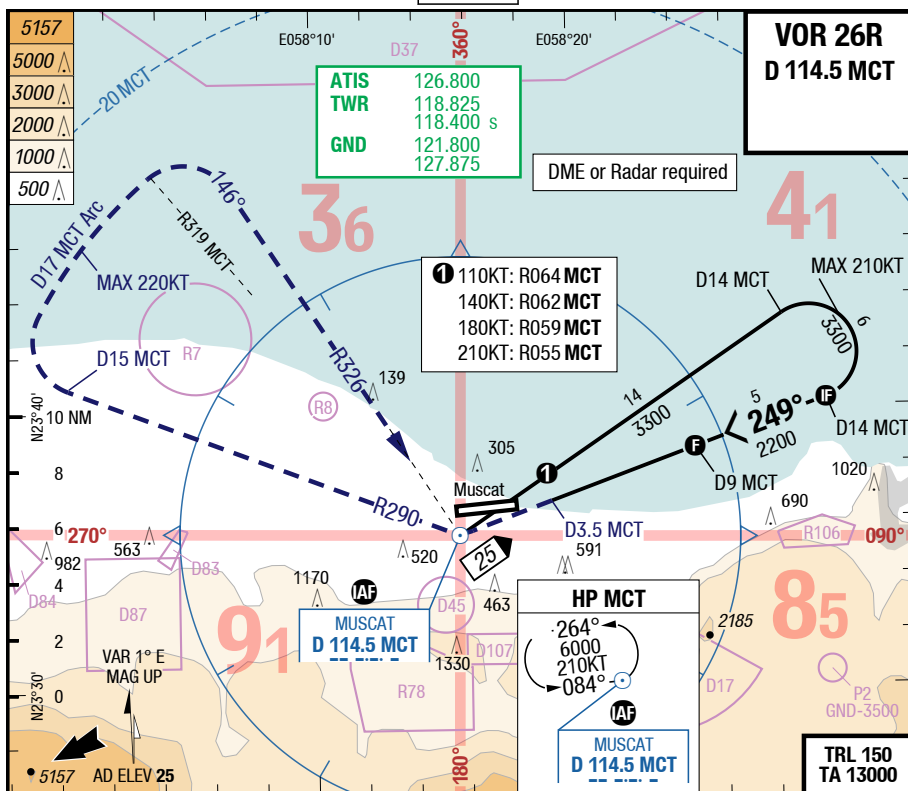 5157
5000
3000
2000
1000
500
E058°10'
D37
360°
E058°20'
VOR 26R
D 114.5 MCT
20 MCT
ATIS 126.800
TWR 118.825
118.400 S
GND 121.800
127.875
DME or Radar required
36
41
146°
R319 MCT
D17 MCT Arc
MAX 220KT
R7
D15 MCT
R326
R8
139
1 110KT: R064 MCT
140KT: R062 MCT
180KT: R059 MCT
210KT: R055 MCT
D14 MCT
MAX 210KT
6
3300
14
3300
5
249°
2200
IF
D14 MCT
F
D9 MCT
1
N23°40'
10 NM
8
6
4
2
0
N23°30'
305
Muscat
R290
D3.5 MCT
1020
690
R106
090°
270°
982
563
D83
D84
D87
520
25
591
1170
IAF
D45
463
MUSCAT
D 114.5 MCT
91
85
HP MCT
264°
6000
210KT
084°
IAF
MUSCAT
D 114.5 MCT
2185
D107
1330
R78
D17
P2
GND-3500
VAR 1° E
MAG UP
5157
AD ELEV 25
180°
TRL 150
TA 13000